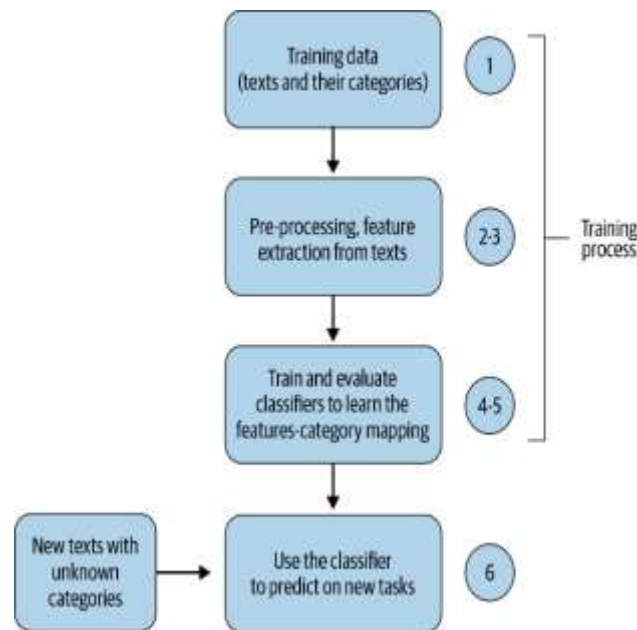 Training data
(texts and their categories)
1
Pre-processing, feature
extraction from texts
2-3
Training
process
Train and evaluate
classifiers to learn the
features-category mapping
4-5
New texts with
unknown
categories
Use the classifier
to predict on new tasks
6